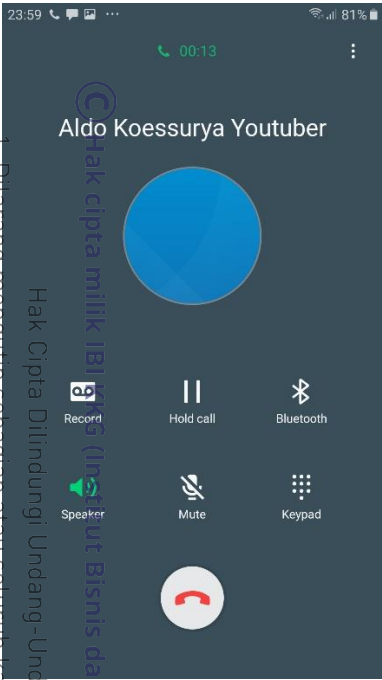 23:59
81%
00:13
Aldo Koessurya Youtuber
Record
Hold call
Bluetooth
Speaker
Mute
Keypad
C Hak cipta milik IBI KKG (Institut Bisnis da
Hak Cipta Dilindungi Undang-Und